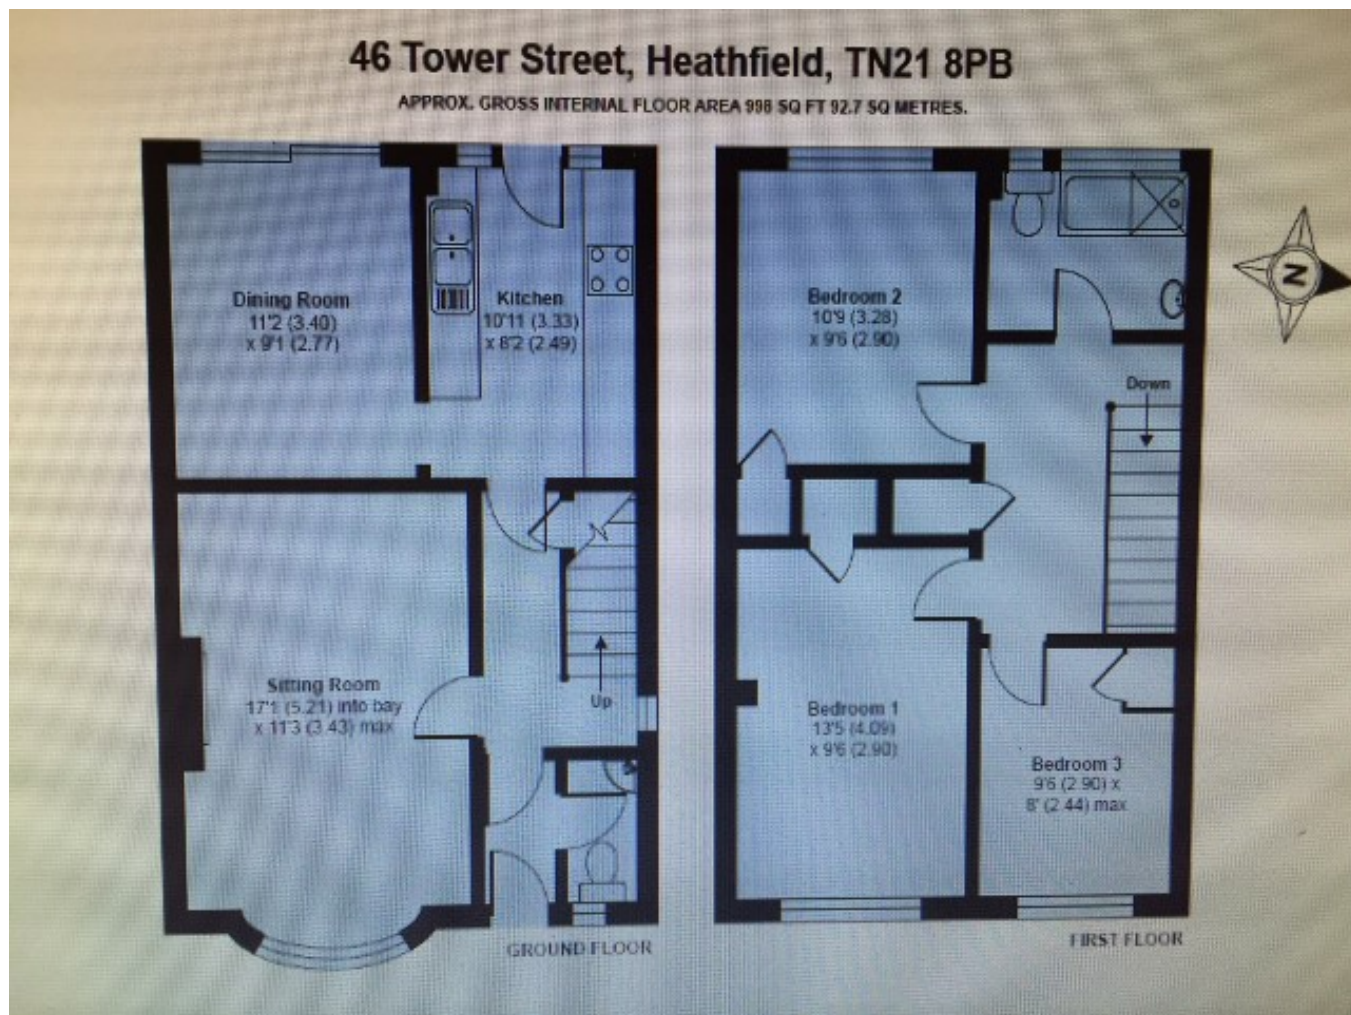 46 Tower Street, Heathfield, TN21 8PB
APPROX. GROSS INTERNAL FLOOR AREA 998 SQ FT 92.7 SQ METRES.
Dining Room
11'2 (3.40)
x 9'1 (2.77)
Kitchen
10'11 (3.33)
x 8'2 (2.49)
Sitting Room
17'1 (5.21) into bay
x 11'3 (3.43) max
Up
GROUND FLOOR
Bedroom 2
10'9 (3.28)
x 9'6 (2.90)
Down
Bedroom 1
13'5 (4.09)
x 9'6 (2.90)
Bedroom 3
9'6 (2.90) x
8' (2.44) max
FIRST FLOOR
N